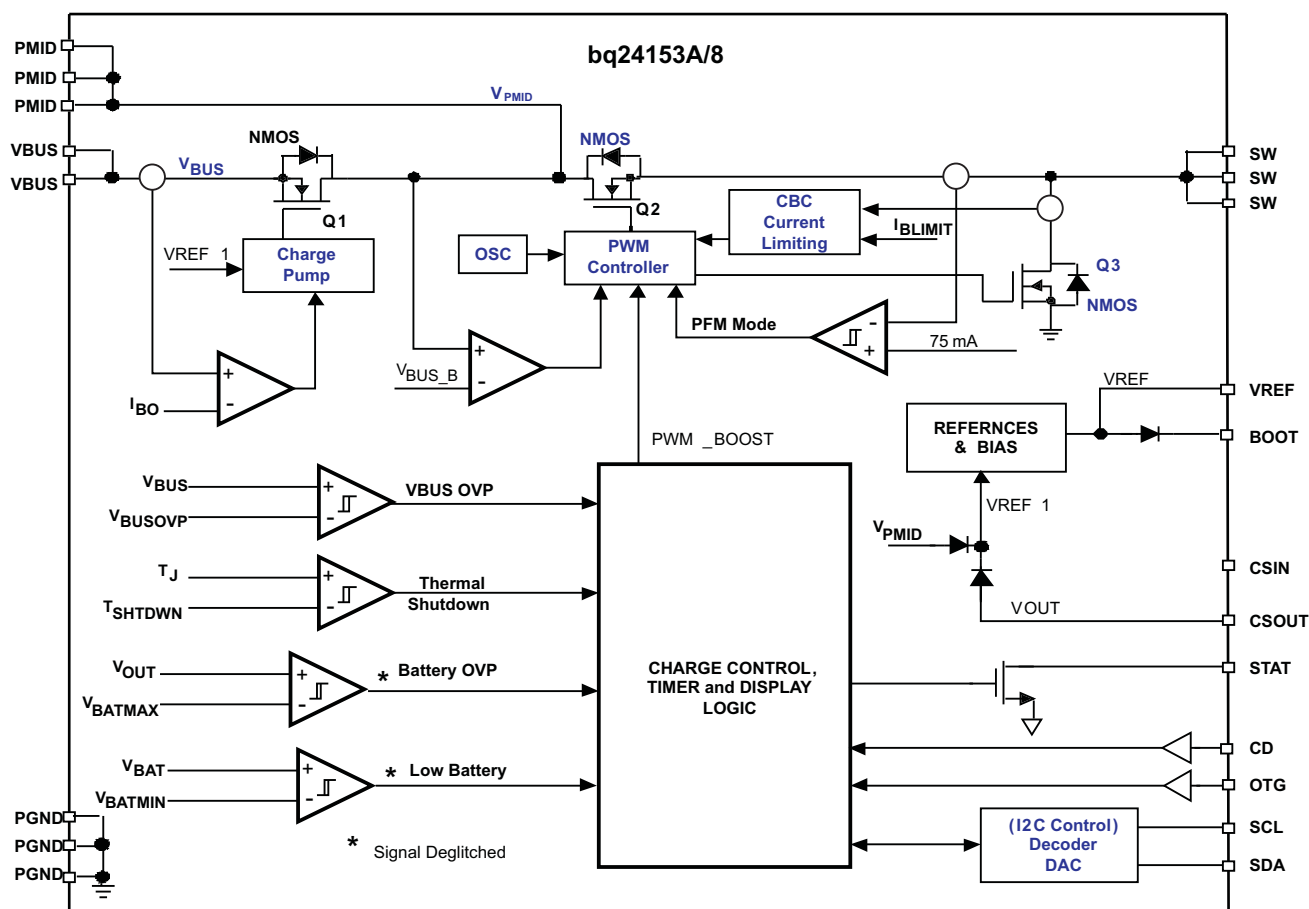 bq24153A/8
PMID
PMID
PMID
VPMID
VBUS
VBUS
VBUS
NMOS
Q1
NMOS
Q2
SW
SW
SW
VREF 1
Charge
Pump
OSC
PWM
Controller
CBC
Current
Limiting
IBLIMIT
Q3
NMOS
PFM Mode
-
+
75 mA
+
-
IBO
+
-
VBUS_B
VREF
VREF
REFERNCES
& BIAS
BOOT
PWM _BOOST
VREF 1
VPMID
CSIN
VOUT
CSOUT
VBUS
VBUSOVP
+
-
VBUS OVP
TJ
TSHTDWN
+
-
Thermal
Shutdown
VOUT
VBATMAX
+
-
* Battery OVP
VBAT
VBATMIN
+
-
* Low Battery
* Signal Deglitched
CHARGE CONTROL,
TIMER and DISPLAY
LOGIC
STAT
CD
OTG
(I2C Control)
Decoder
DAC
SCL
SDA
PGND
PGND
PGND